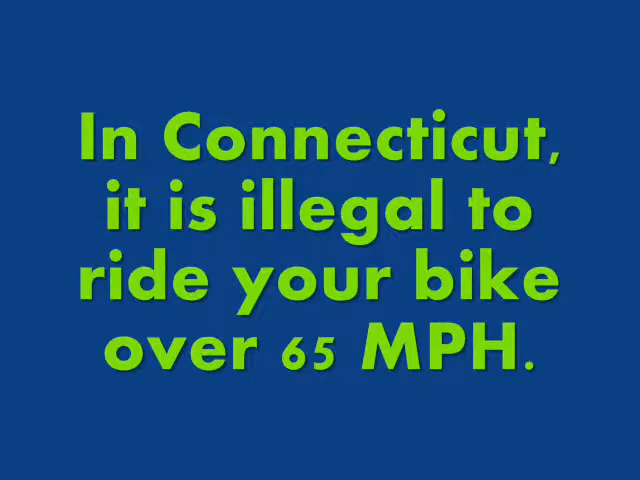 In Connecticut,
it is illegal to
ride your bike
over 65 MPH.